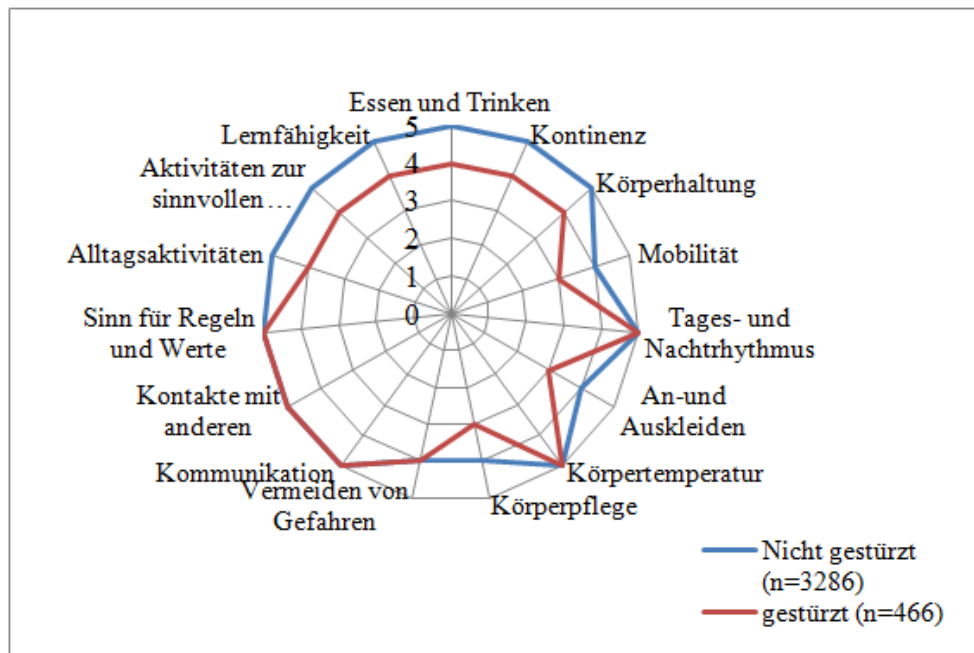 Essen und Trinken
Kontinenz
Körperhaltung
Mobilität
Tages- und
Nachtrhythmus
An-und
Auskleiden
Körpertemperatur
Körperpflege
Vermeiden von
Gefahren
Kommunikation
Kontakte mit
anderen
Sinn für Regeln
und Werte
Alltagsaktivitäten
Aktivitäten zur
sinnvollen …
Lernfähigkeit
5
4
3
2
1
0
Nicht gestürzt
(n=3286)
gestürzt (n=466)